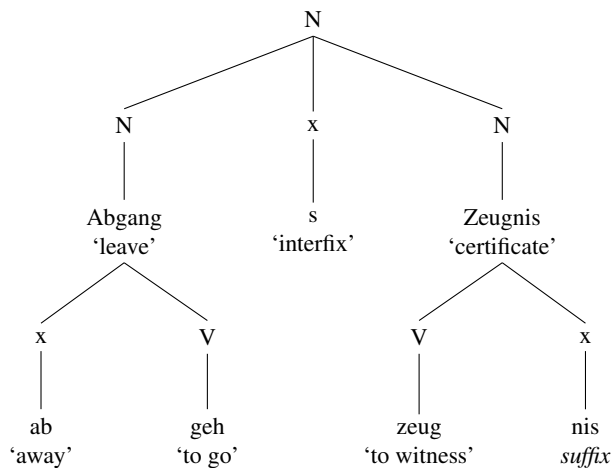 N
N x N
Abgang s Zeugnis
‘leave’ ‘interfix’ ‘certificate’
x V V x
ab geh zeug nis
‘away’ ‘to go’ ‘to witness’ suffix